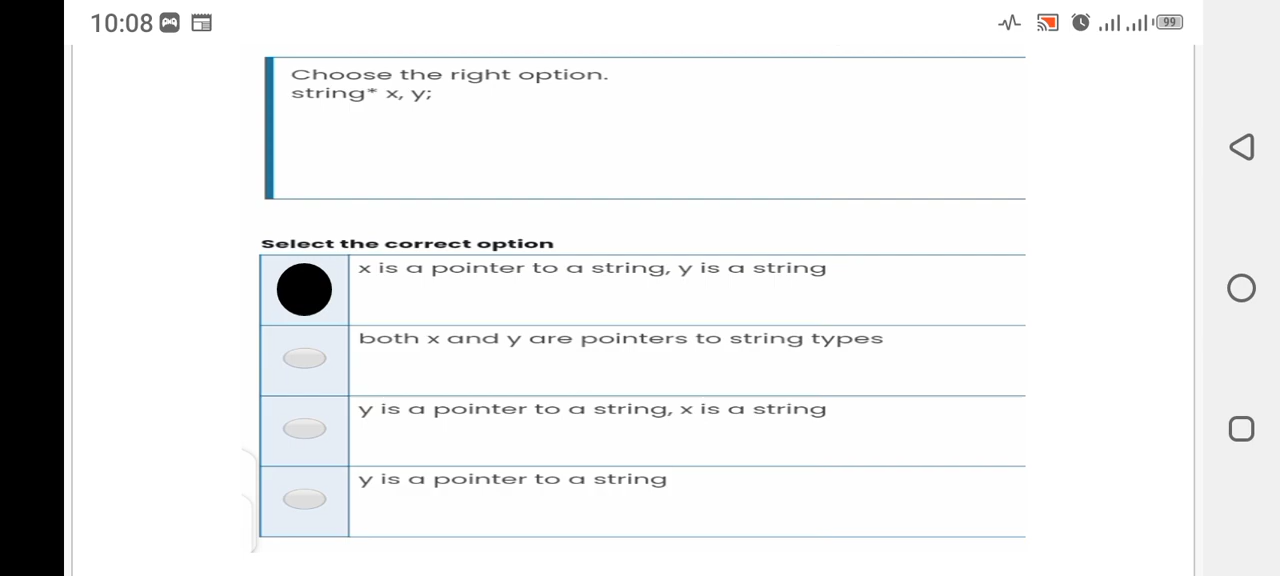 10:08
99
Choose the right option.
string* x, y;
Select the correct option
x is a pointer to a string, y is a string
both x and y are pointers to string types
y is a pointer to a string, x is a string
y is a pointer to a string